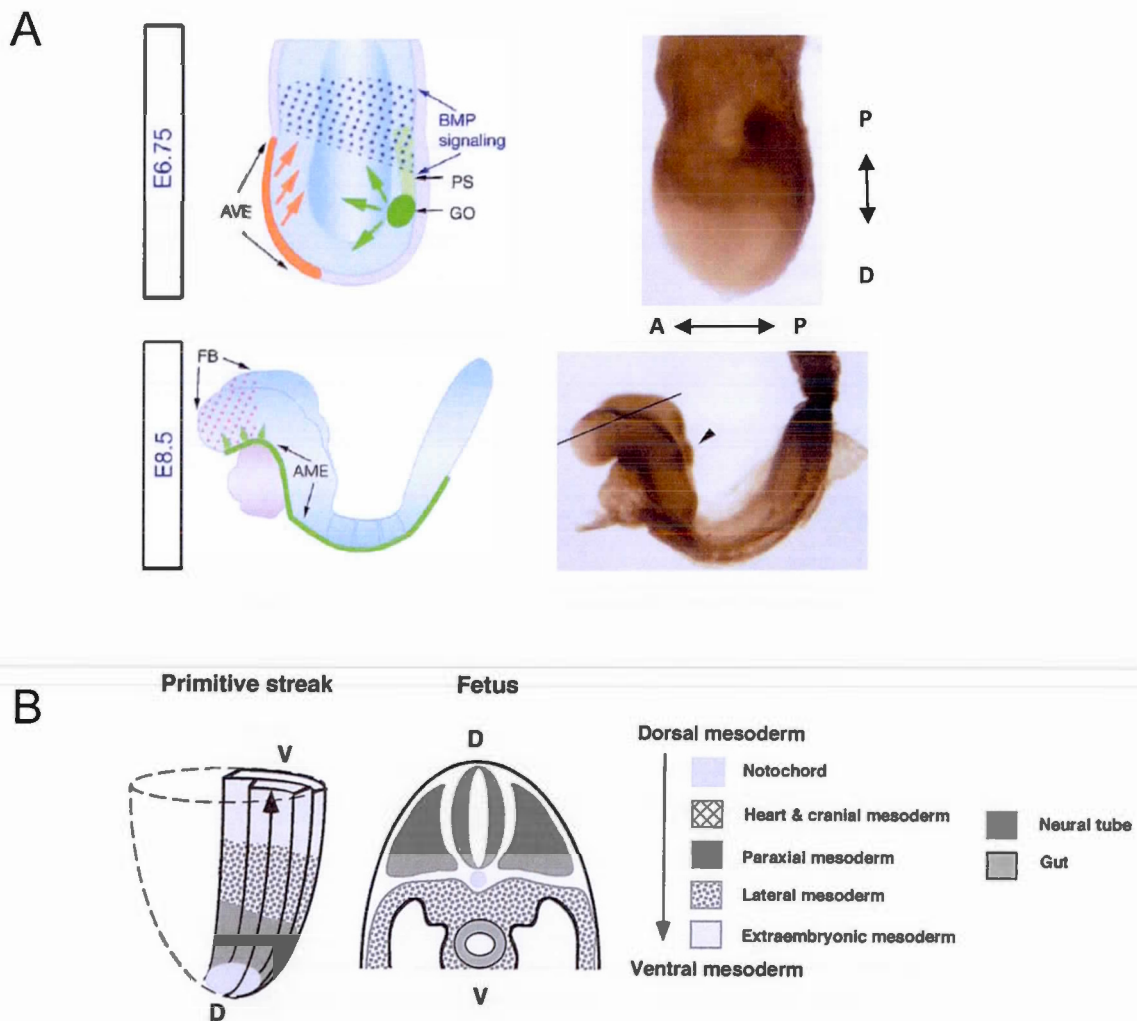 A
E6.75
BMP
signaling
PS
GO
AVE
P
D
A
P
E8.5
FB
AME
B
Primitive streak
Fetus
V
D
D
V
Dorsal mesoderm
Notochord
Heart & cranial mesoderm
Paraxial mesoderm
Lateral mesoderm
Extraembryonic mesoderm
Ventral mesoderm
Neural tube
Gut